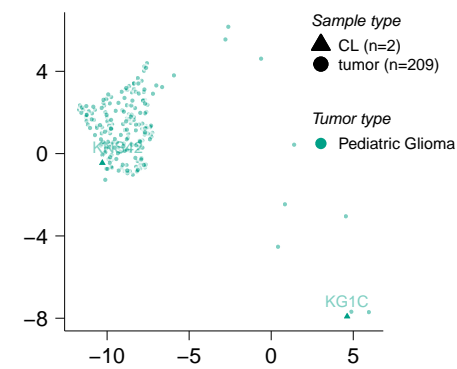 Sample type
CL (n=2)
tumor (n=209)
Tumor type
Pediatric Glioma
4
0
−4
−8
KG1C
−10
−5
0
5